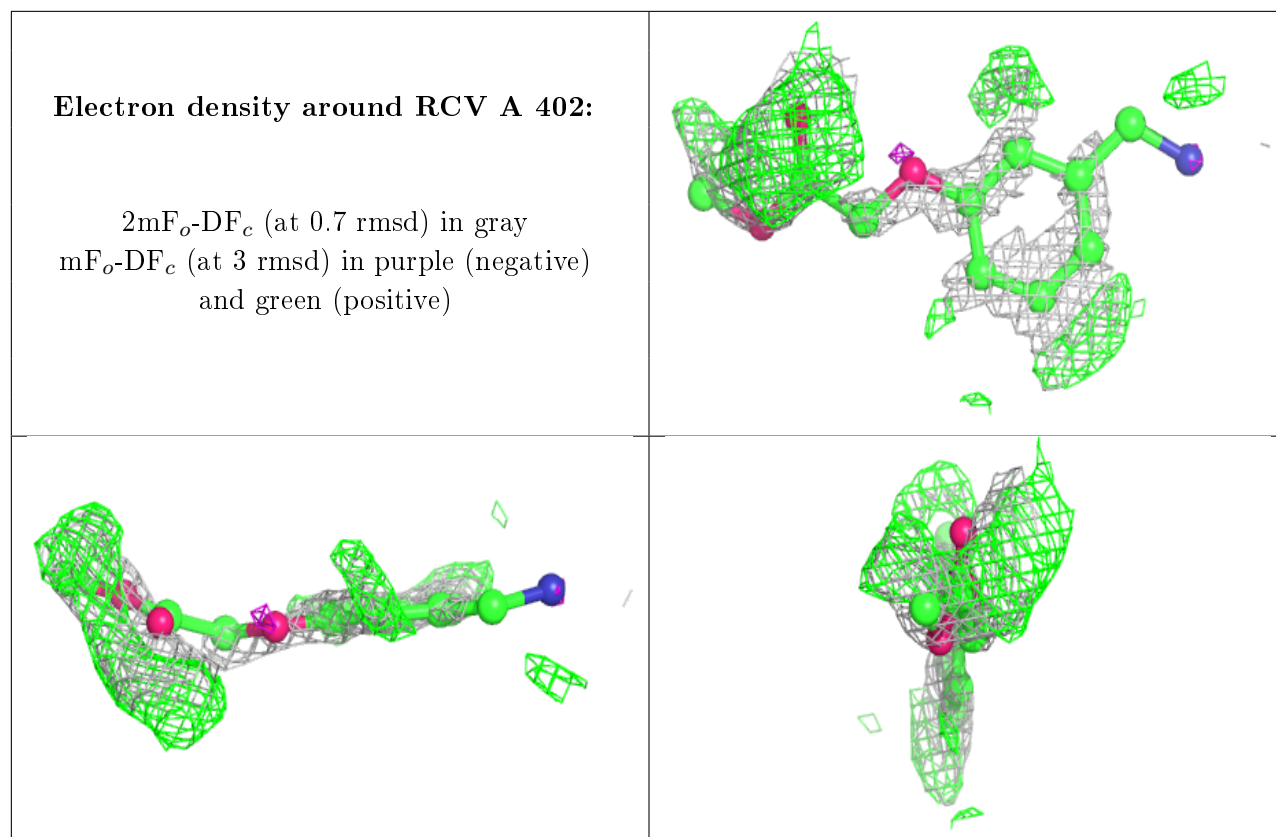 Electron density around RCV A 402:
2mFₒ-DF𝒸 (at 0.7 rmsd) in gray
mFₒ-DF𝒸 (at 3 rmsd) in purple (negative)
and green (positive)